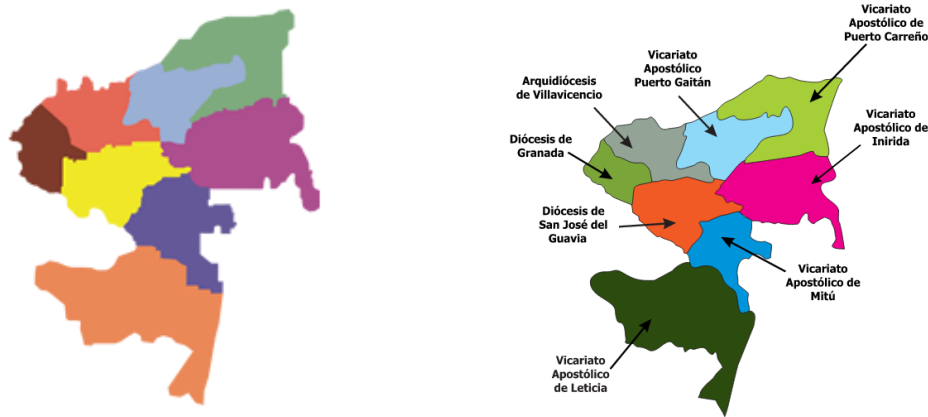 Vicariato
Apostólico de
Puerto Carreño
Vicariato
Apostólico
Puerto Gaitán
Arquidiócesis
de Villavicencio
Vicariato
Apostólico de
Inirida
Diócesis de
Granada
Diócesis de
San José del
Guavia
Vicariato
Apostólico de
Mitú
Vicariato
Apostólico
de Leticia